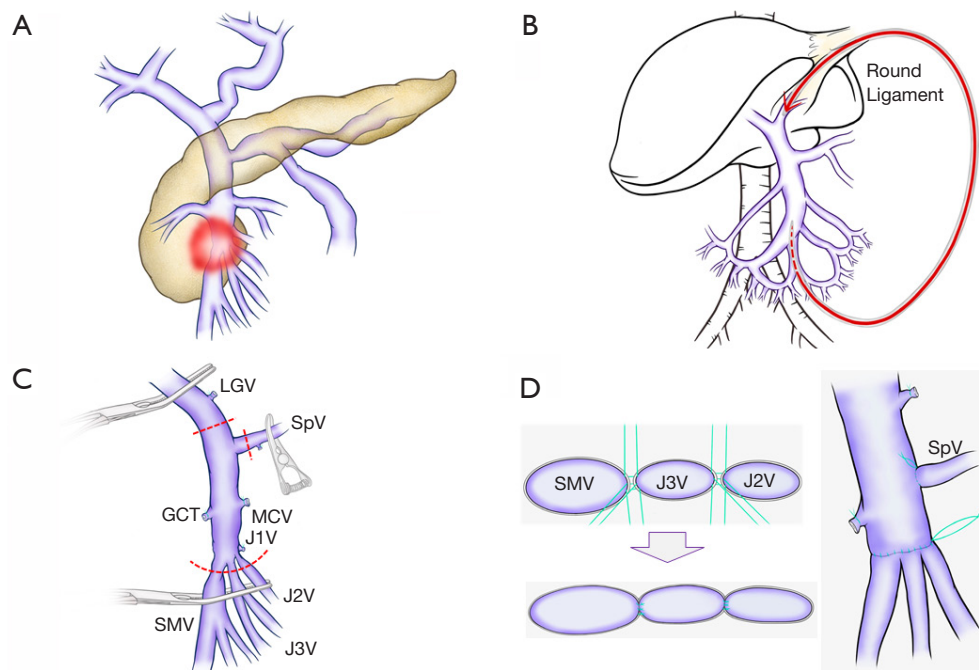 A
B
Round
Ligament
C
LGV
SpV
GCT
MCV
J1V
J2V
SMV
J3V
D
SMV
J3V
J2V
SpV